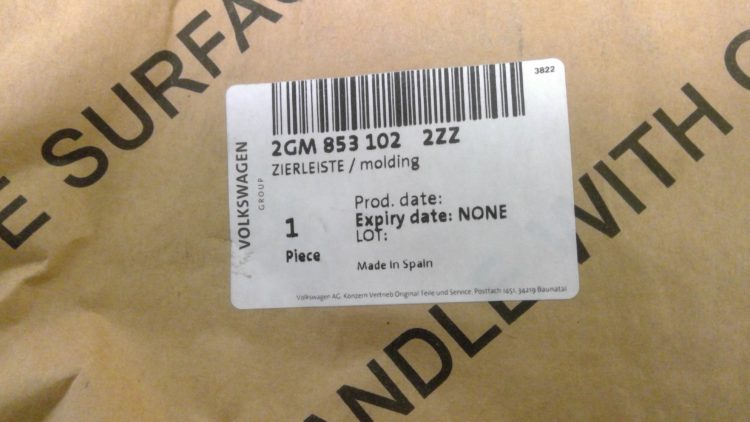 E SURFA
3822
2GM 853 102 2ZZ
ZIERLEISTE / molding
VOLKSWAGEN
GROUP
Prod. date:
1
Expiry date: NONE
LOT:
Piece
Made in Spain
Volkswagen AG. Konzern Vertrieb Original Teile und Service. Postfach 1451, 34219 Baunatal
ANDLE WITH C